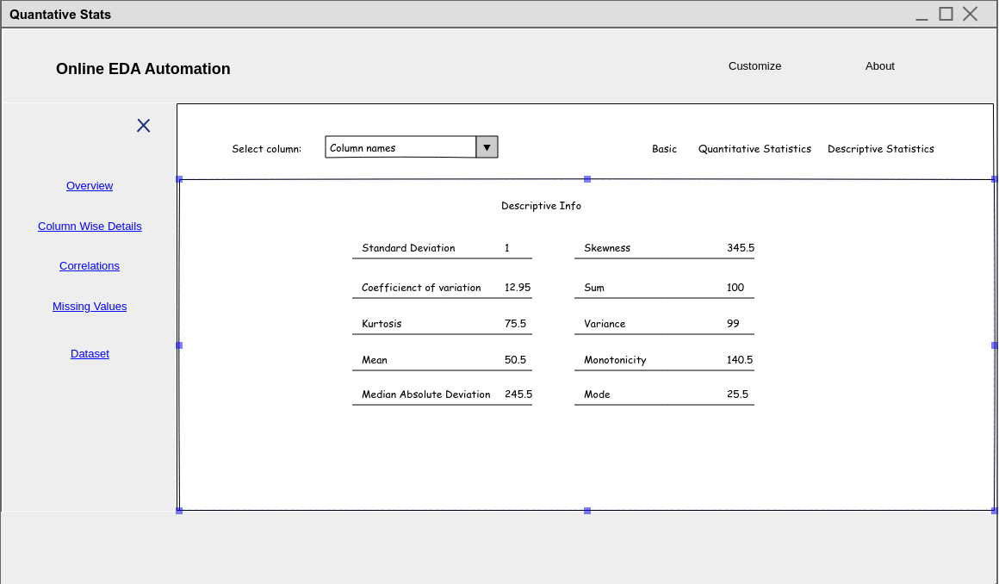 Quantative Stats
Online EDA Automation
Customize
About
Select column:
Column names
Basic
Quantitative Statistics
Descriptive Statistics
Overview
Column Wise Details
Correlations
Missing Values
Dataset
Descriptive Info
Standard Deviation 1
Skewness 345.5
Coefficienct of variation 12.95
Sum 100
Kurtosis 75.5
Variance 99
Mean 50.5
Monotonicity 140.5
Median Absolute Deviation 245.5
Mode 25.5